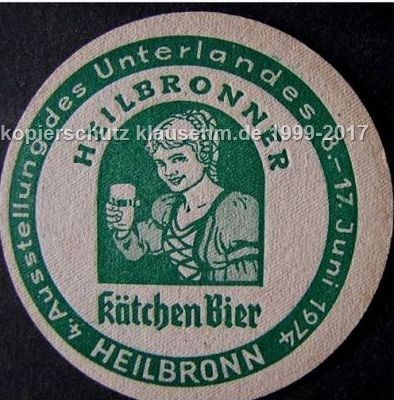 4. Ausstellung des Unterlandes 8.-17. Juni 1974
HEILBRONN
HEILBRONNER
Kätchen Bier
kopierschutz klausehm.de 1999-2017